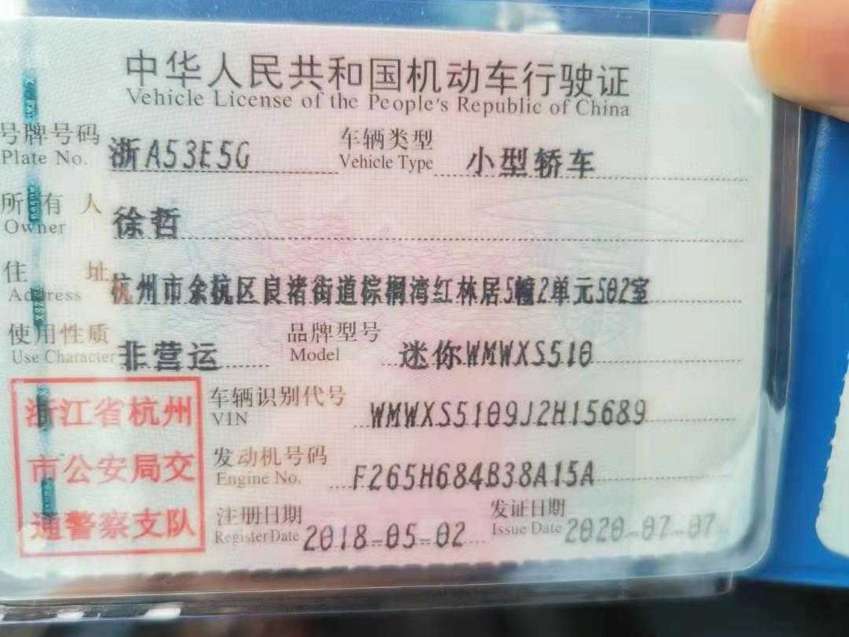 中华人民共和国机动车行驶证
Vehicle License of the People's Republic of China
号牌号码 浙A53E5G 车辆类型 小型轿车
Plate No. Vehicle Type
所有人 徐哲
Owner
住址 杭州市余杭区良渚街道棕榈湾红林居5幢2单元502室
Address
使用性质 非营运 品牌型号 迷你WMWXS510
Use Character Model
车辆识别代号 WMWXS5109J2H15689
VIN
发动机号码 F265H684B38A15A
Engine No.
注册日期 2018-05-02 发证日期 2020-07-07
Register Date Issue Date
浙江省杭州
市公安局交
通警察支队